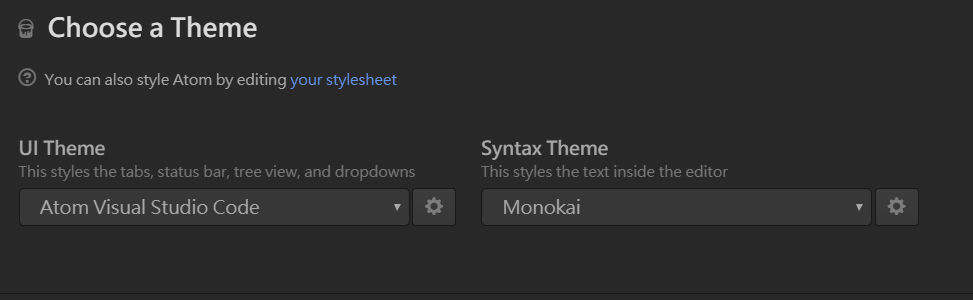 Choose a Theme
You can also style Atom by editing your stylesheet
UI Theme
This styles the tabs, status bar, tree view, and dropdowns
Atom Visual Studio Code
Syntax Theme
This styles the text inside the editor
Monokai